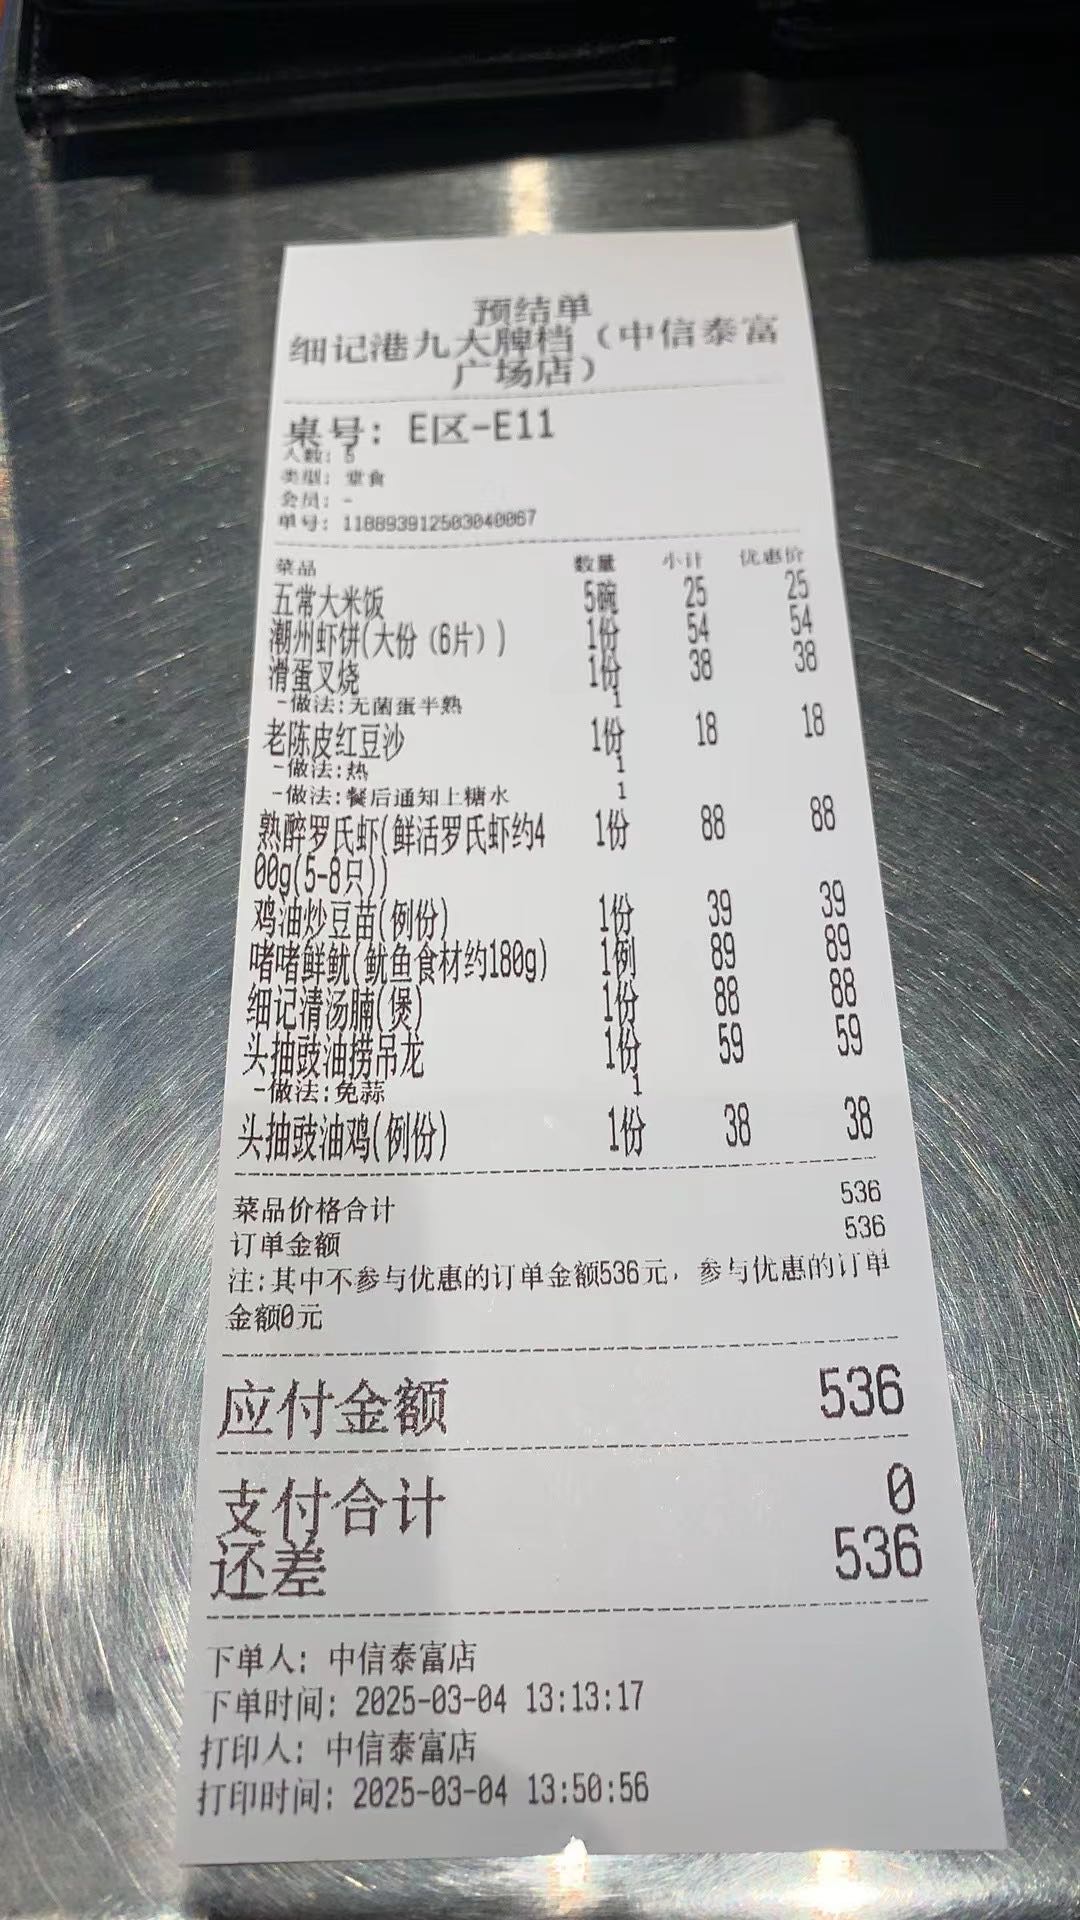 预结单
细记港九大牌档（中信泰富
广场店）
桌号: E区-E11
人数: 5
类型: 堂食
会员: -
单号: 118893912503040067
菜品 数量 小计 优惠价
五常大米饭 5碗 25 25
潮州虾饼(大份（6片）) 1份 54 54
滑蛋叉烧 1份 38 38
-做法:无菌蛋半熟 1
老陈皮红豆沙 1份 18 18
-做法:热 1
-做法:餐后通知上糖水 1
熟醉罗氏虾(鲜活罗氏虾约4 1份 88 88
00g(5-8只))
鸡油炒豆苗(例份) 1份 39 39
啫啫鲜鱿(鱿鱼食材约180g) 1例 89 89
细记清汤腩(煲) 1份 88 88
头抽豉油捞吊龙 1份 59 59
-做法:免蒜 1
头抽豉油鸡(例份) 1份 38 38
菜品价格合计 536
订单金额 536
注:其中不参与优惠的订单金额536元，参与优惠的订单
金额0元
应付金额 536
支付合计 0
还差 536
下单人: 中信泰富店
下单时间: 2025-03-04 13:13:17
打印人: 中信泰富店
打印时间: 2025-03-04 13:50:56